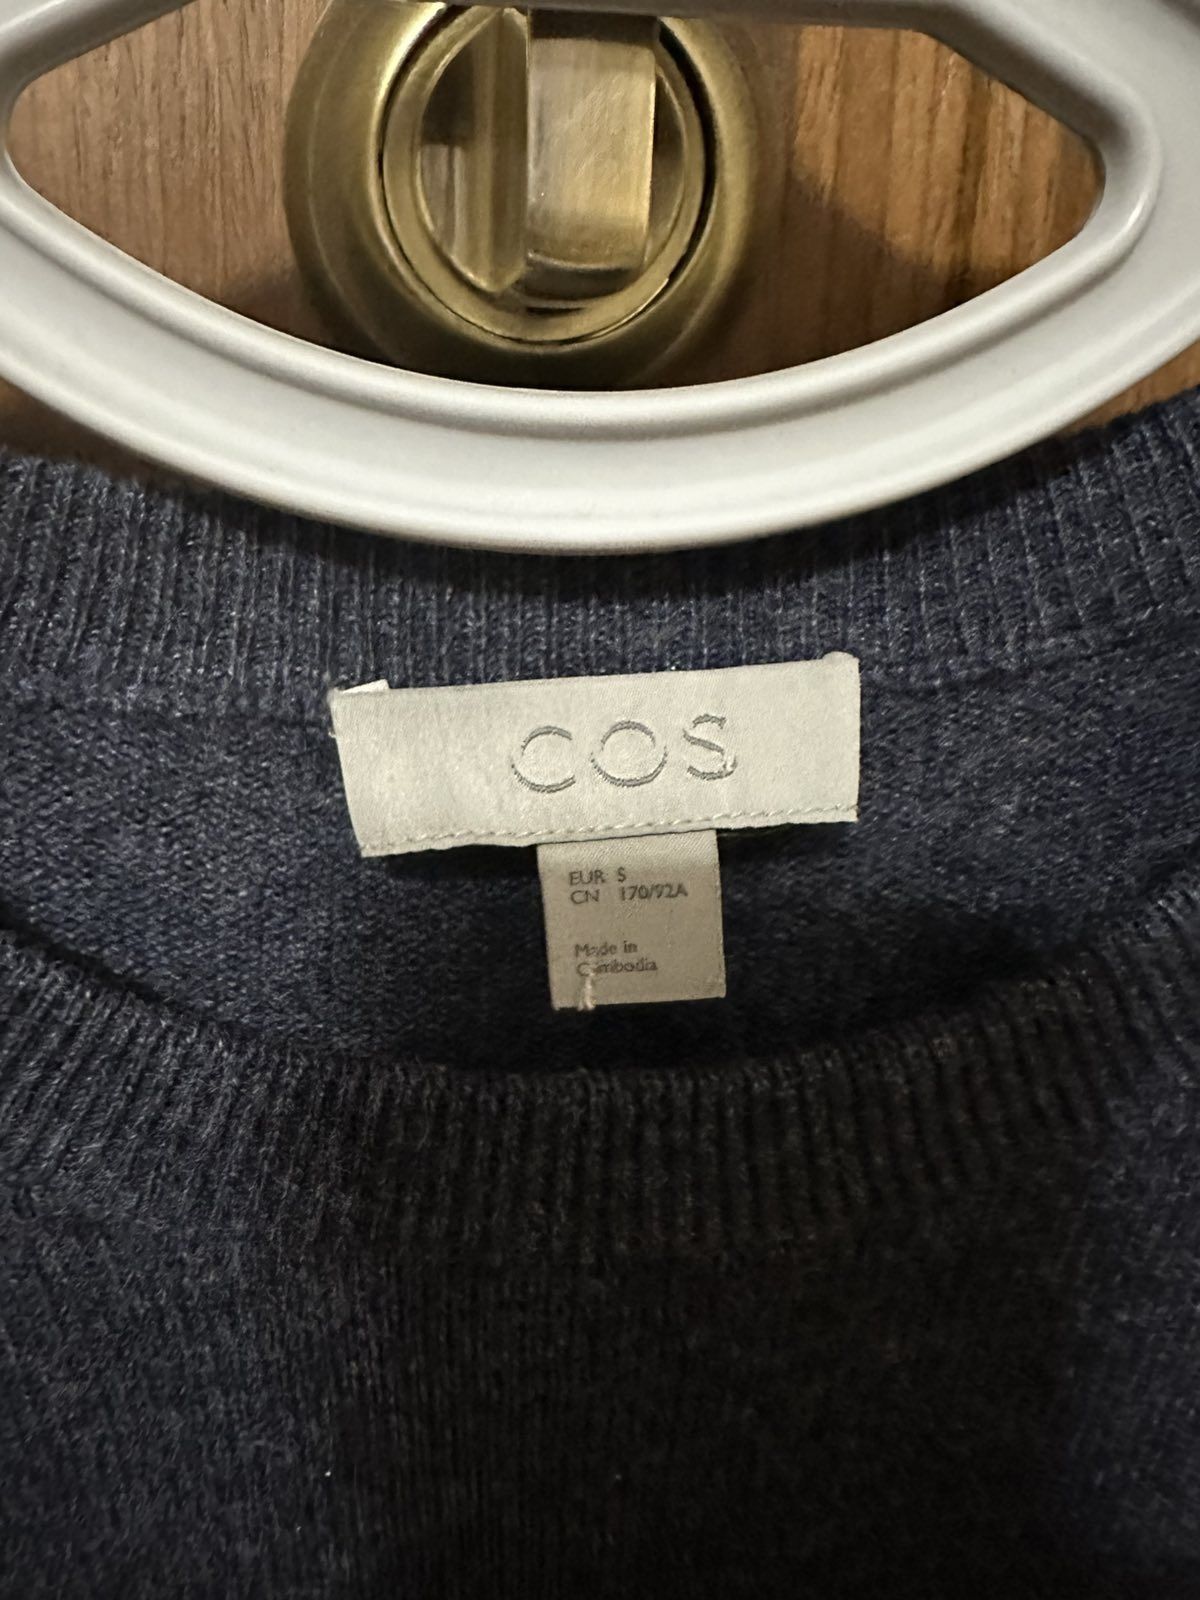 COS
EUR S
CN 170/92A
Made in
Cambodia